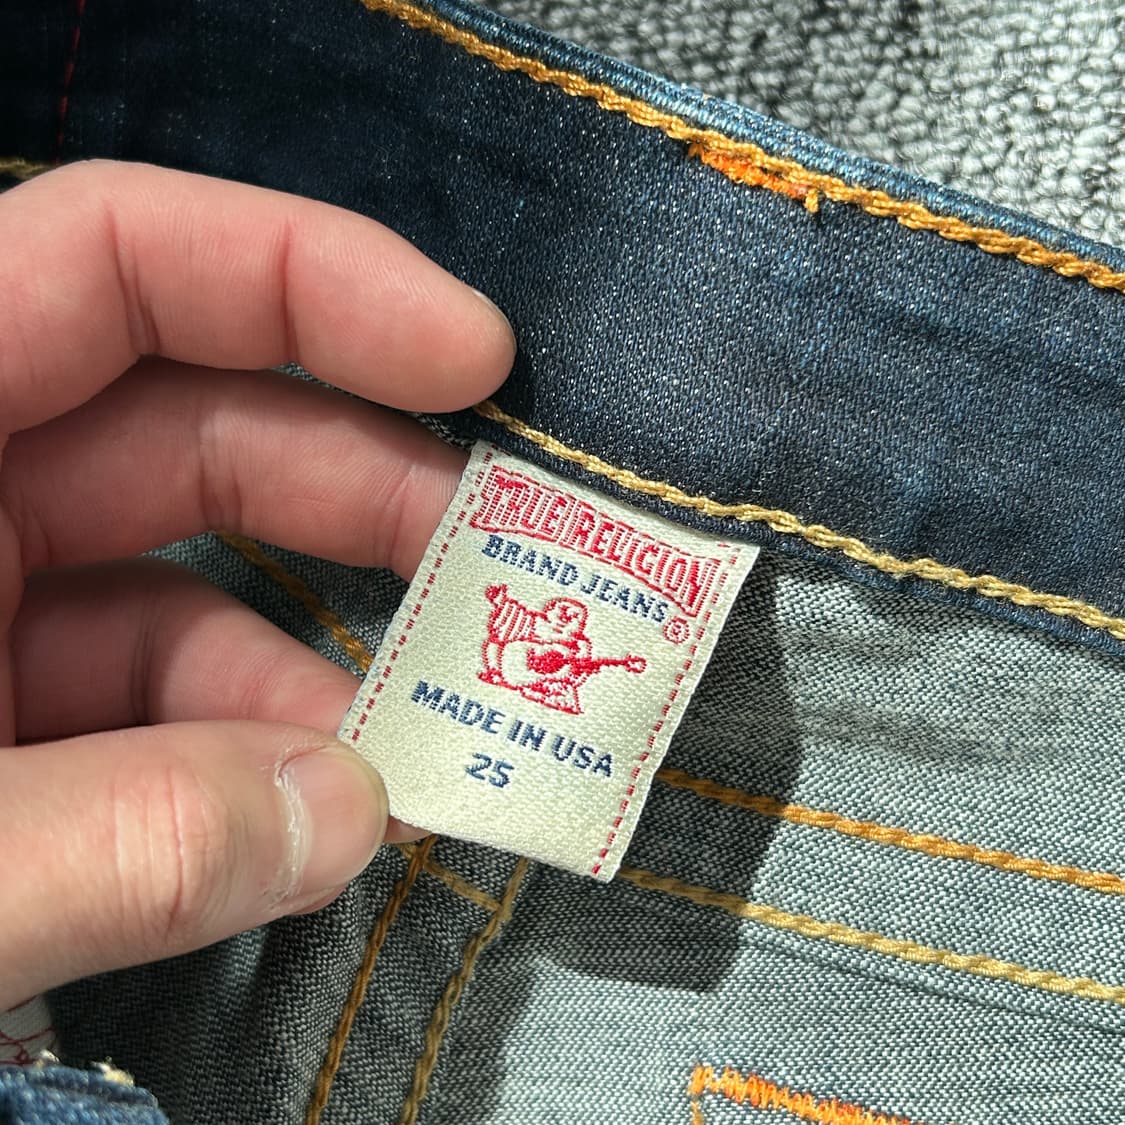 TRUE RELIGION
BRAND JEANS
®
MADE IN USA
25